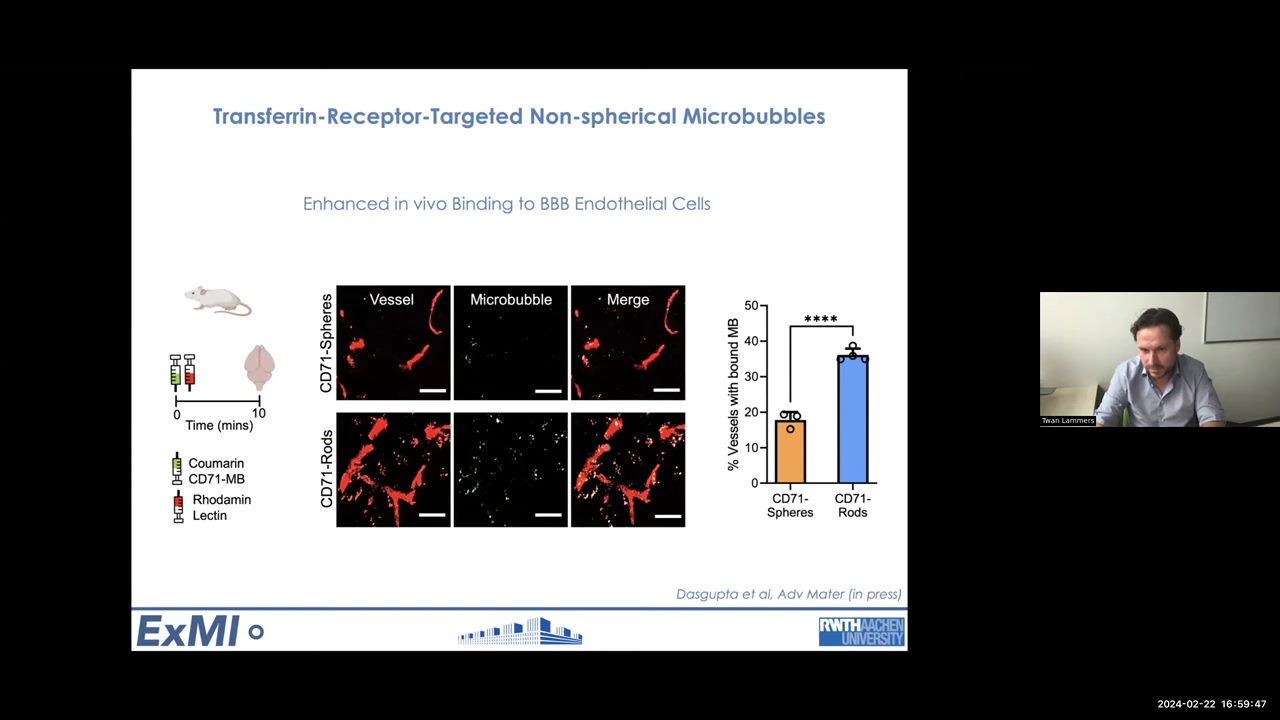 Transferrin-Receptor-Targeted Non-spherical Microbubbles
Enhanced in vivo Binding to BBB Endothelial Cells
0
10
Time (mins)
Coumarin
CD71-MB
Rhodamin
Lectin
Vessel
Microbubble
Merge
CD71-Spheres
CD71-Rods
% Vessels with bound MB
50
40
30
20
10
0
****
CD71-
Spheres
CD71-
Rods
Dasgupta et al, Adv Mater (in press)
ExMI
RWTHAACHEN
UNIVERSITY
Twan Lammers
2024-02-22 16:59:47